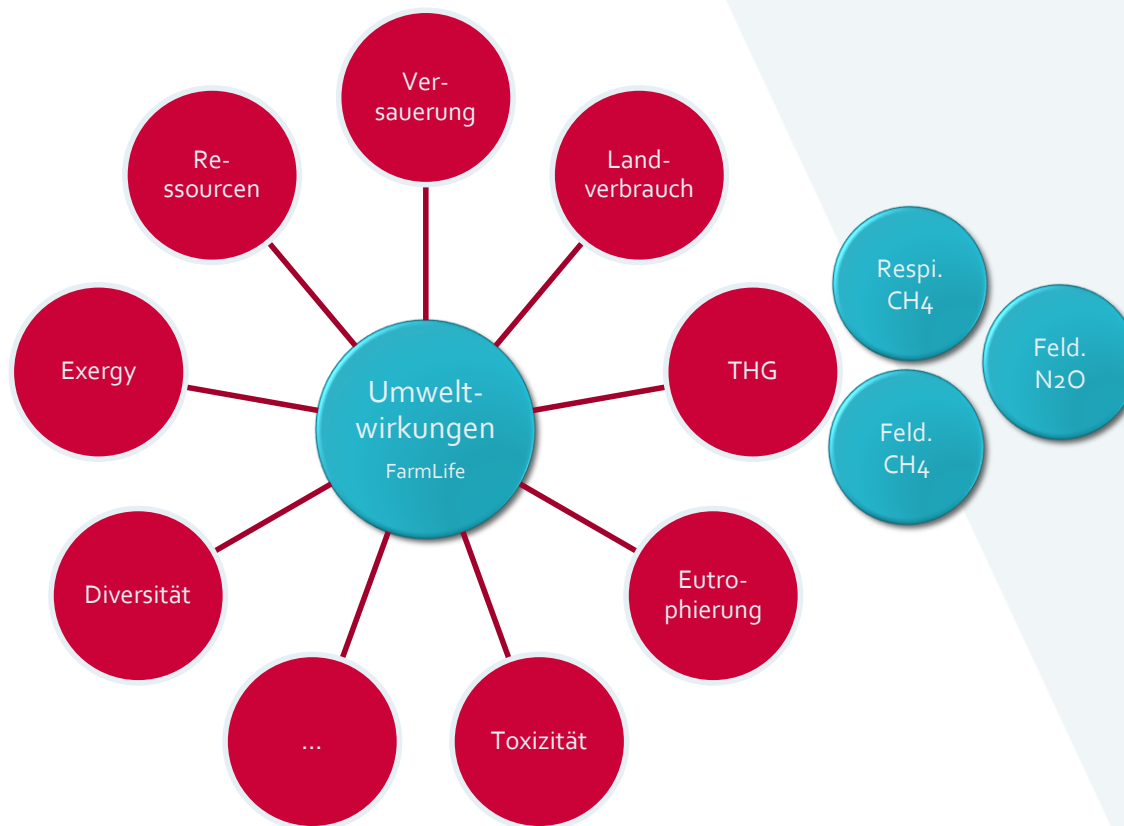 Ver-
sauerung
Re-
ssourcen
Land-
verbrauch
Respi.
CH4
Exergy
THG
Feld.
N2O
Umwelt-
wirkungen
FarmLife
Feld.
CH4
Diversität
Eutro-
phierung
...
Toxizität